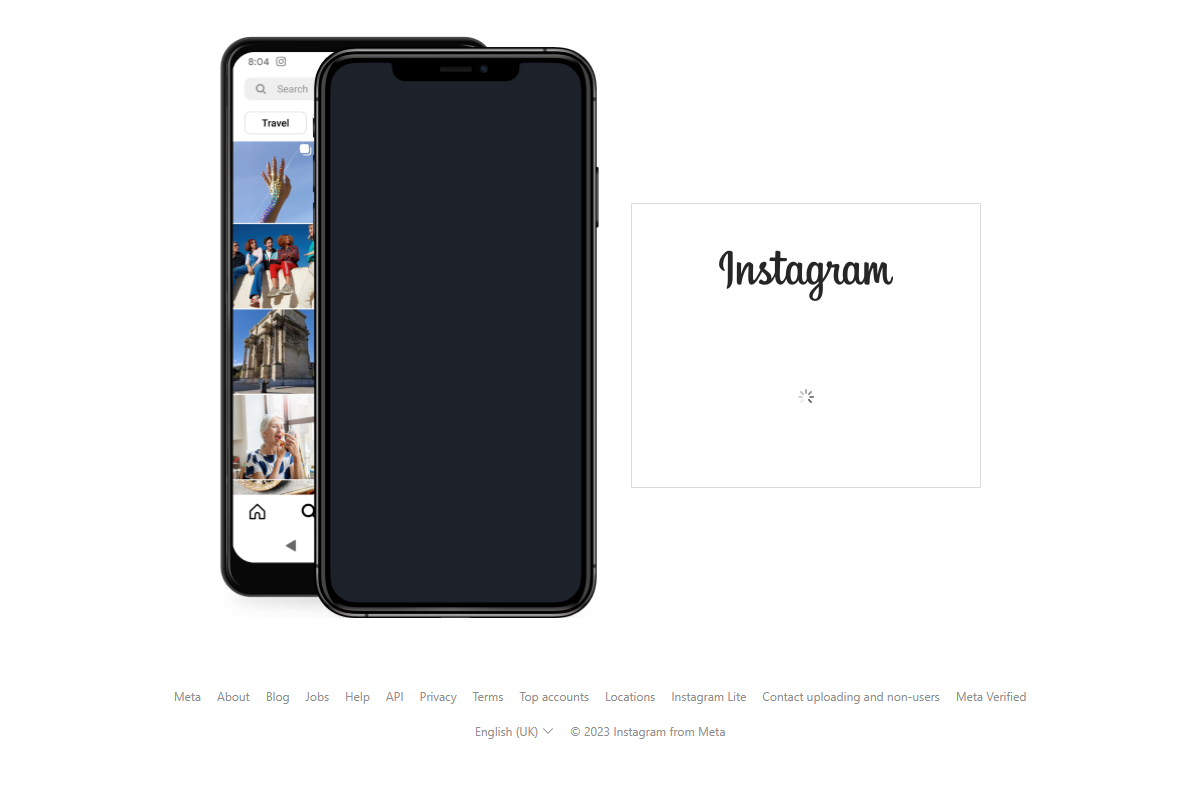 8:04
Search
Travel
Instagram
Meta About Blog Jobs Help API Privacy Terms Top accounts Locations Instagram Lite Contact uploading and non-users Meta Verified
English (UK) © 2023 Instagram from Meta